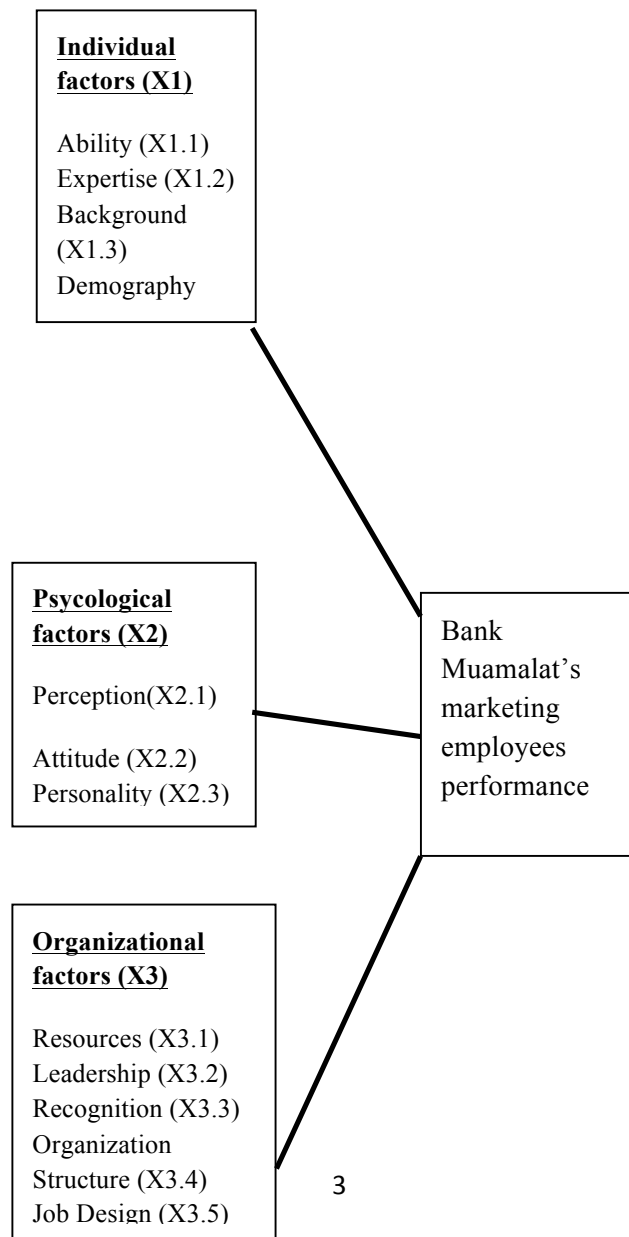 Individual
factors (X1)
Ability (X1.1)
Expertise (X1.2)
Background
(X1.3)
Demography
Psycological
factors (X2)
Perception(X2.1)
Attitude (X2.2)
Personality (X2.3)
Bank
Muamalat’s
marketing
employees
performance
Organizational
factors (X3)
Resources (X3.1)
Leadership (X3.2)
Recognition (X3.3)
Organization
Structure (X3.4)
Job Design (X3.5)
3